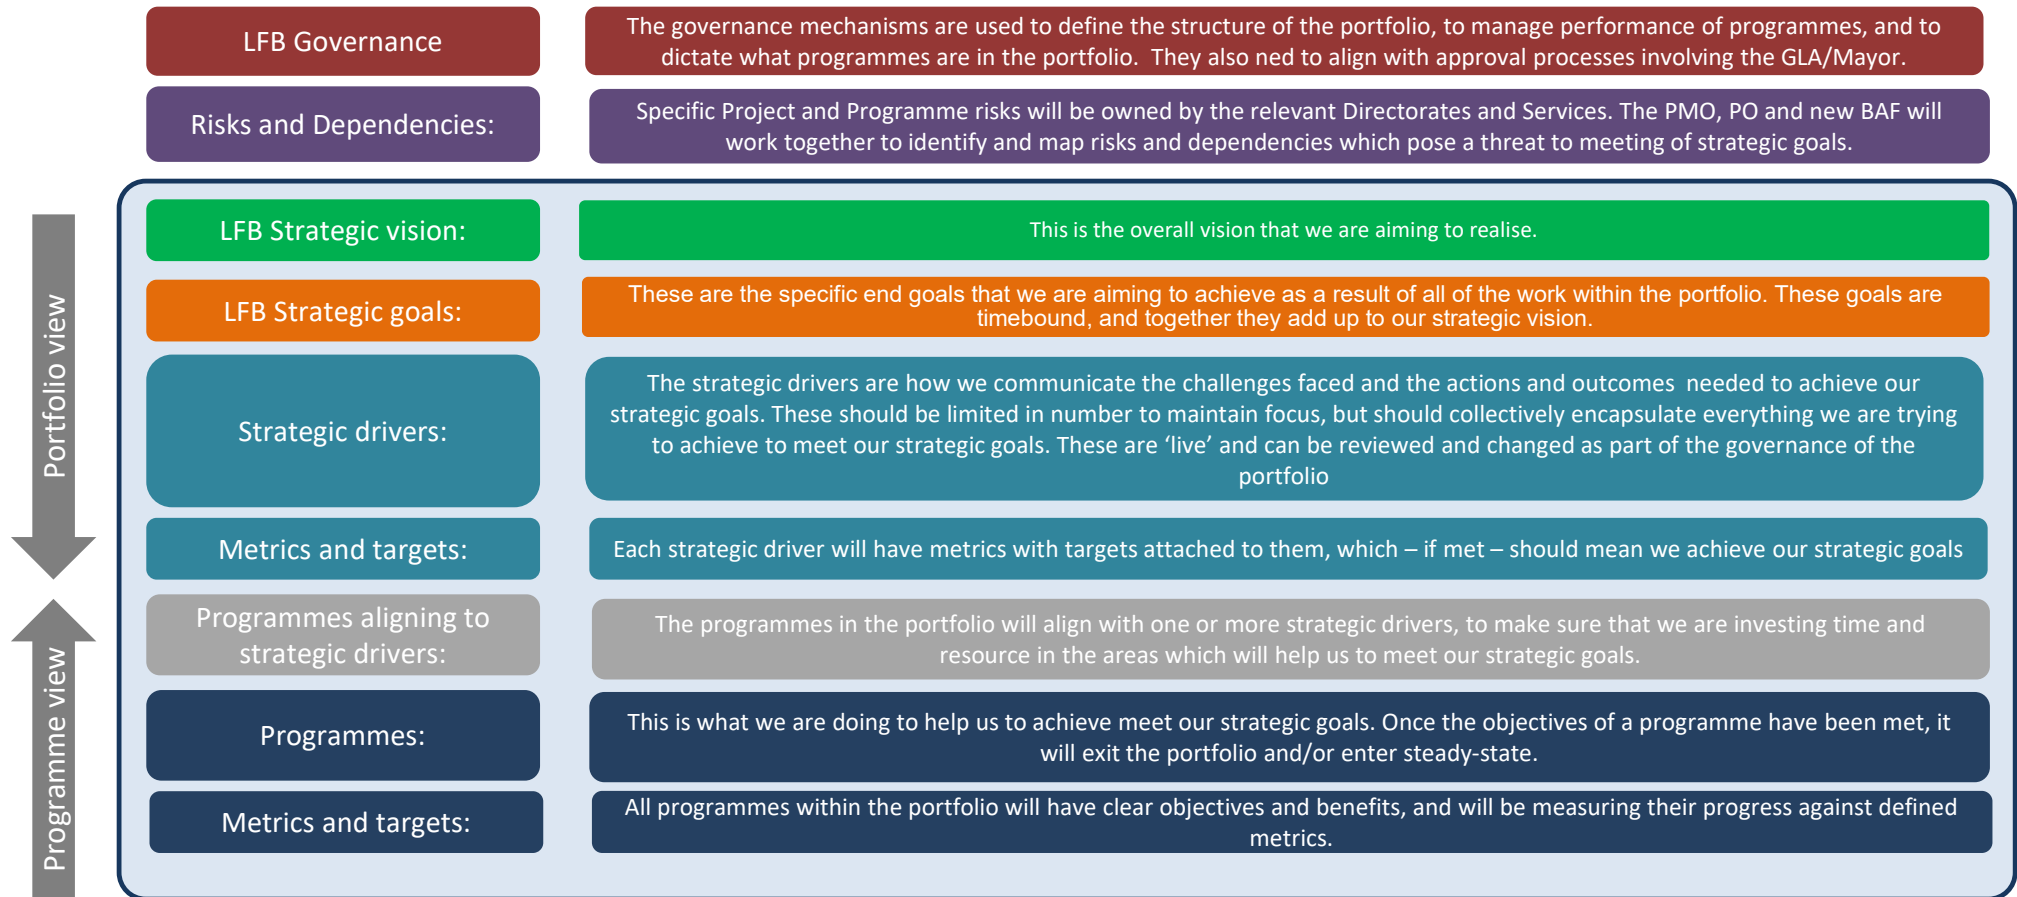 LFB Governance
The governance mechanisms are used to define the structure of the portfolio, to manage performance of programmes, and to
dictate what programmes are in the portfolio.  They also ned to align with approval processes involving the GLA/Mayor.
Risks and Dependencies:
Specific Project and Programme risks will be owned by the relevant Directorates and Services. The PMO, PO and new BAF will
work together to identify and map risks and dependencies which pose a threat to meeting of strategic goals.
Portfolio view
LFB Strategic vision:
This is the overall vision that we are aiming to realise.
LFB Strategic goals:
These are the specific end goals that we are aiming to achieve as a result of all of the work within the portfolio. These goals are
timebound, and together they add up to our strategic vision.
Strategic drivers:
The strategic drivers are how we communicate the challenges faced and the actions and outcomes  needed to achieve our
strategic goals. These should be limited in number to maintain focus, but should collectively encapsulate everything we are trying
to achieve to meet our strategic goals. These are ‘live’ and can be reviewed and changed as part of the governance of the
portfolio
Metrics and targets:
Each strategic driver will have metrics with targets attached to them, which – if met – should mean we achieve our strategic goals
Programme view
Programmes aligning to
strategic drivers:
The programmes in the portfolio will align with one or more strategic drivers, to make sure that we are investing time and
resource in the areas which will help us to meet our strategic goals.
Programmes:
This is what we are doing to help us to achieve meet our strategic goals. Once the objectives of a programme have been met, it
will exit the portfolio and/or enter steady-state.
Metrics and targets:
All programmes within the portfolio will have clear objectives and benefits, and will be measuring their progress against defined
metrics.